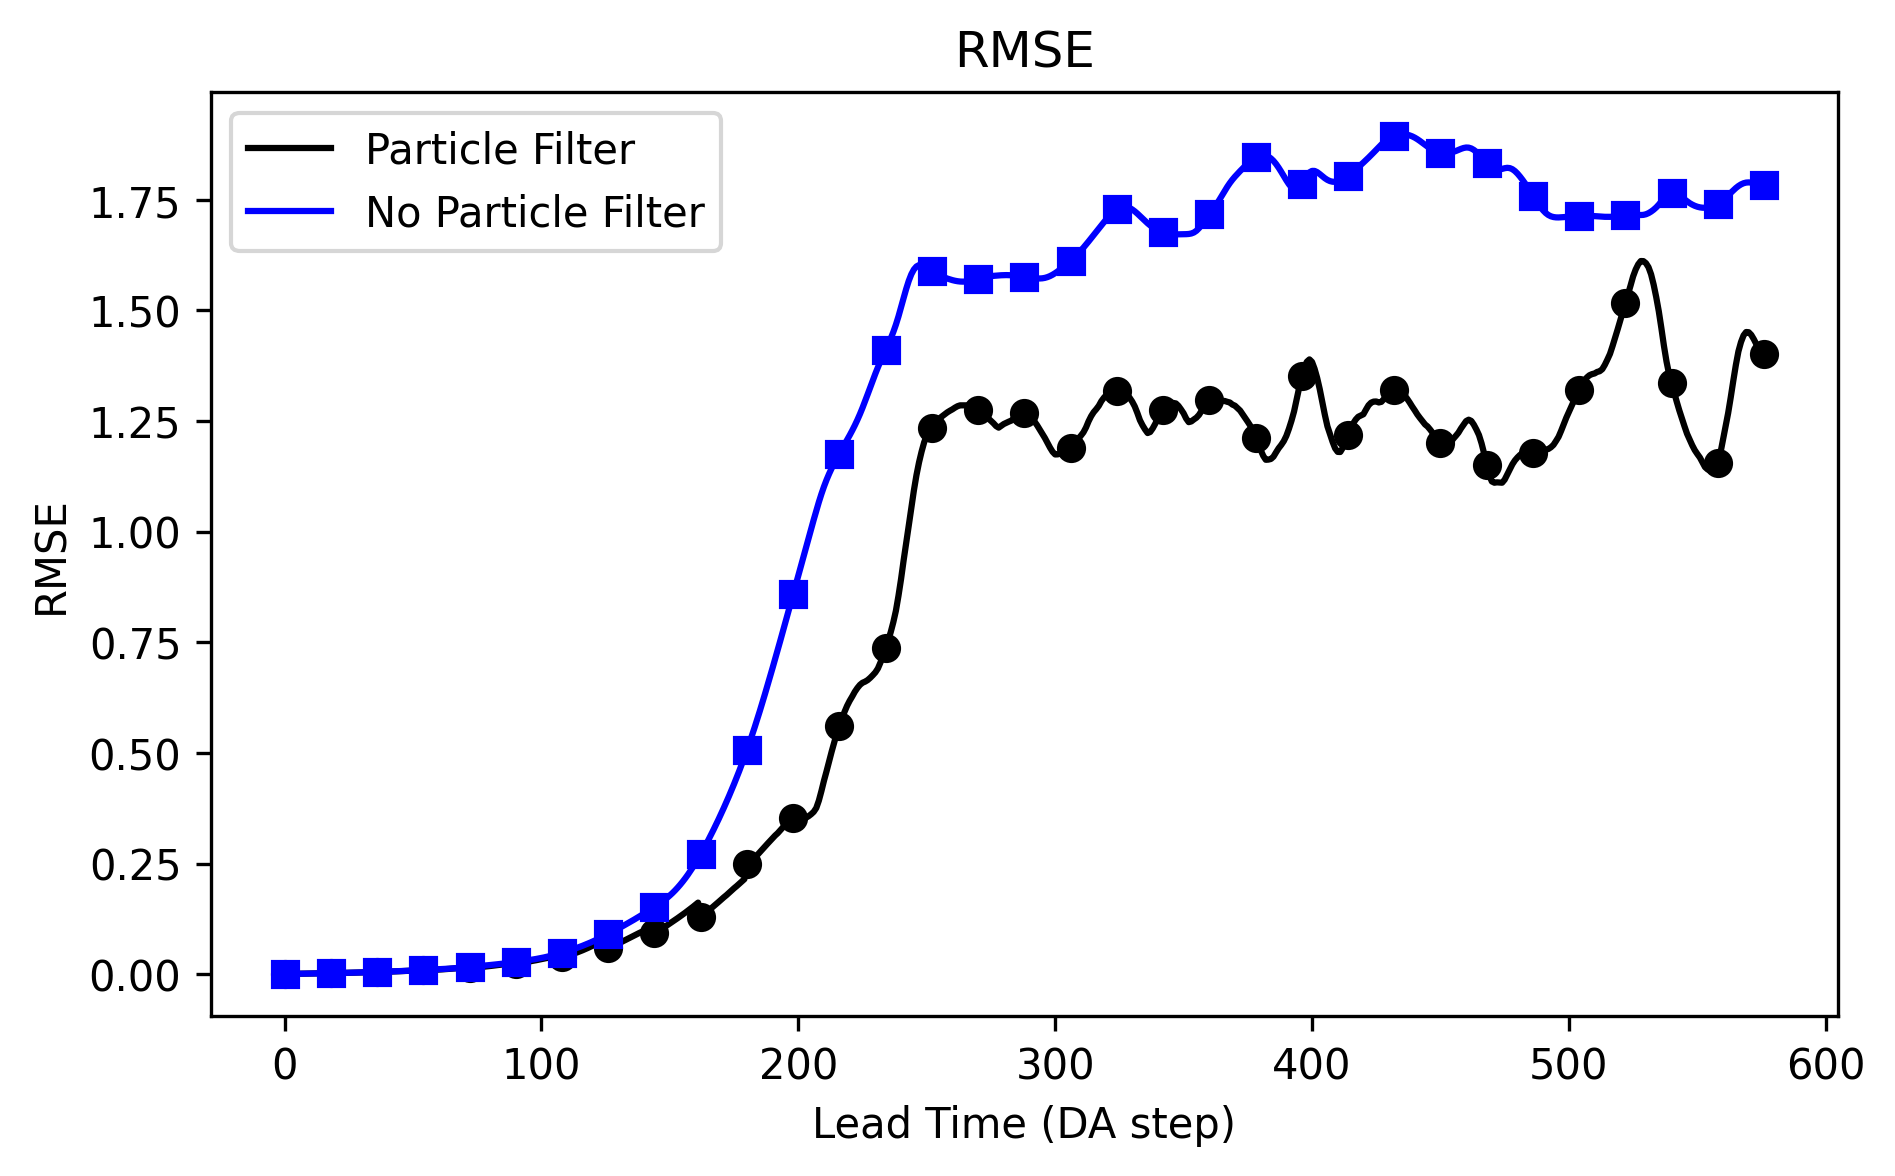 RMSE
Particle Filter
No Particle Filter
RMSE
1.75
1.50
1.25
1.00
0.75
0.50
0.25
0.00
0 100 200 300 400 500 600
Lead Time (DA step)